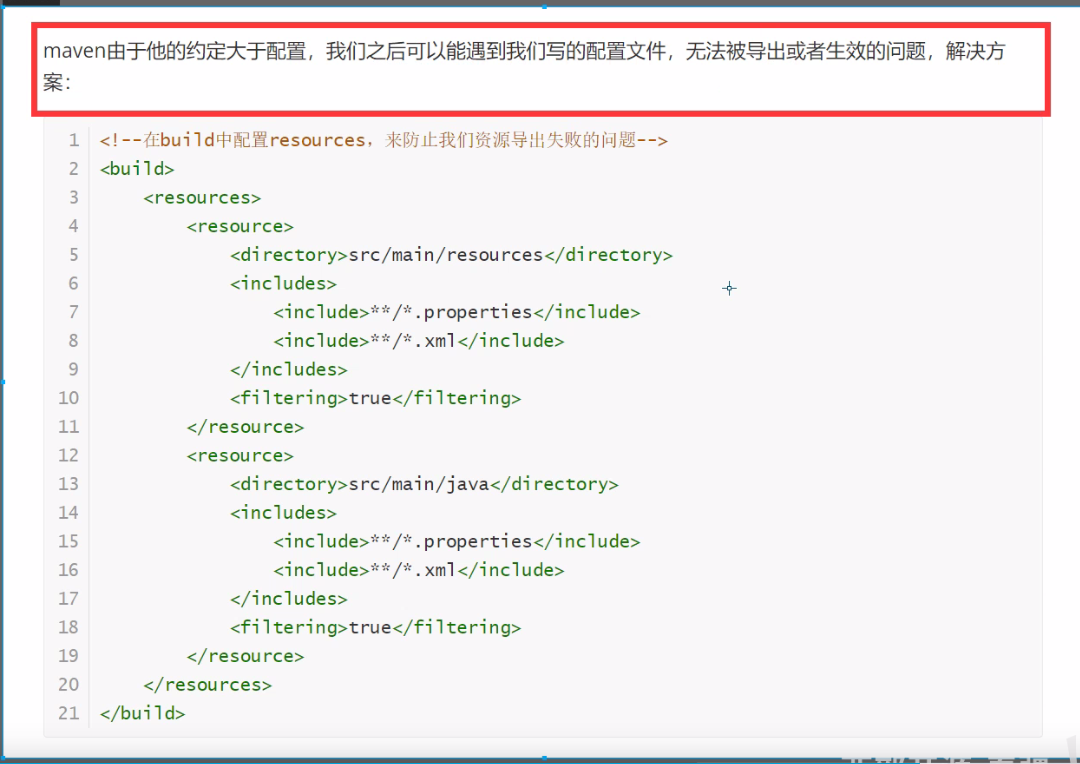 maven由于他的约定大于配置，我们之后可以能遇到我们写的配置文件，无法被导出或者生效的问题，解决方
案：
1 <!--在build中配置resources，来防止我们资源导出失败的问题-->
2 <build>
3     <resources>
4         <resource>
5             <directory>src/main/resources</directory>
6             <includes>
7                 <include>**/*.properties</include>
8                 <include>**/*.xml</include>
9             </includes>
10             <filtering>true</filtering>
11         </resource>
12         <resource>
13             <directory>src/main/java</directory>
14             <includes>
15                 <include>**/*.properties</include>
16                 <include>**/*.xml</include>
17             </includes>
18             <filtering>true</filtering>
19         </resource>
20     </resources>
21 </build>